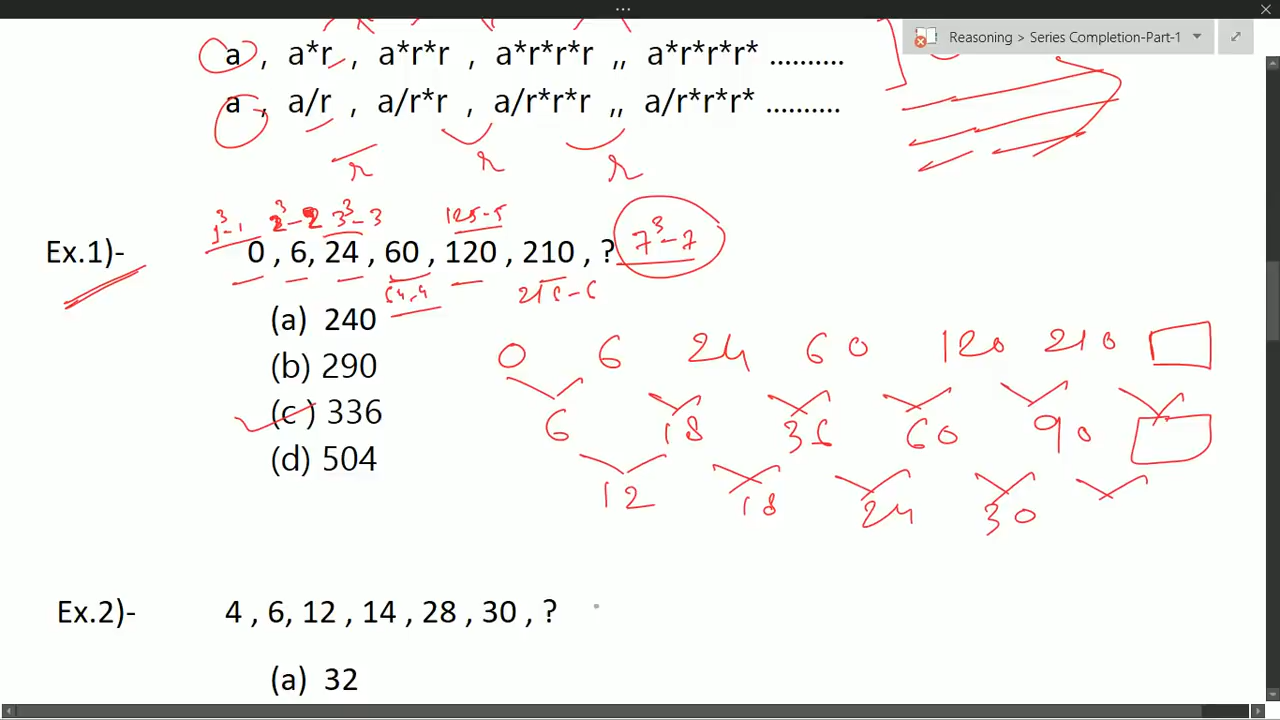 ...
Reasoning > Series Completion-Part-1
a , a*r , a*r*r , a*r*r*r ,, a*r*r*r* ..........
a , a/r , a/r*r , a/r*r*r ,, a/r*r*r* ..........
r r r
1³-1 2³-2 3³-3 125-5
Ex.1)- 0 , 6, 24 , 60 , 120 , 210 , ? 7³-7
64-4 216-6
(a) 240
(b) 290
(c) 336
(d) 504
0 6 24 60 120 210
6 18 36 60 90
12 18 24 30
Ex.2)- 4 , 6, 12 , 14 , 28 , 30 , ?
(a) 32